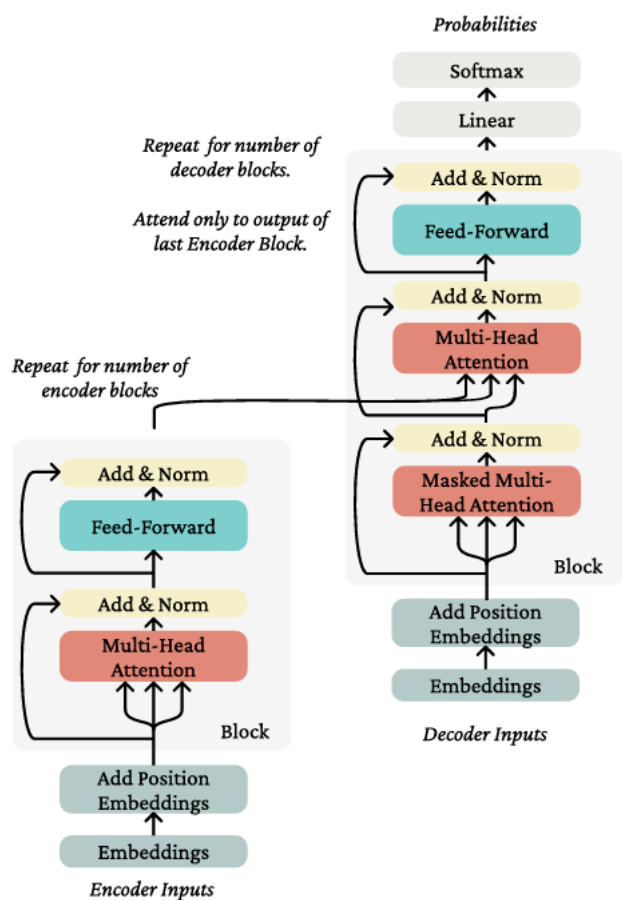 Probabilities
Softmax
Linear
Repeat for number of
decoder blocks.
Add & Norm
Attend only to output of
last Encoder Block.
Feed-Forward
Add & Norm
Multi-Head
Attention
Repeat for number of
encoder blocks
Add & Norm
Masked Multi-
Head Attention
Block
Add Position
Embeddings
Embeddings
Decoder Inputs
Add & Norm
Feed-Forward
Add & Norm
Multi-Head
Attention
Block
Add Position
Embeddings
Embeddings
Encoder Inputs